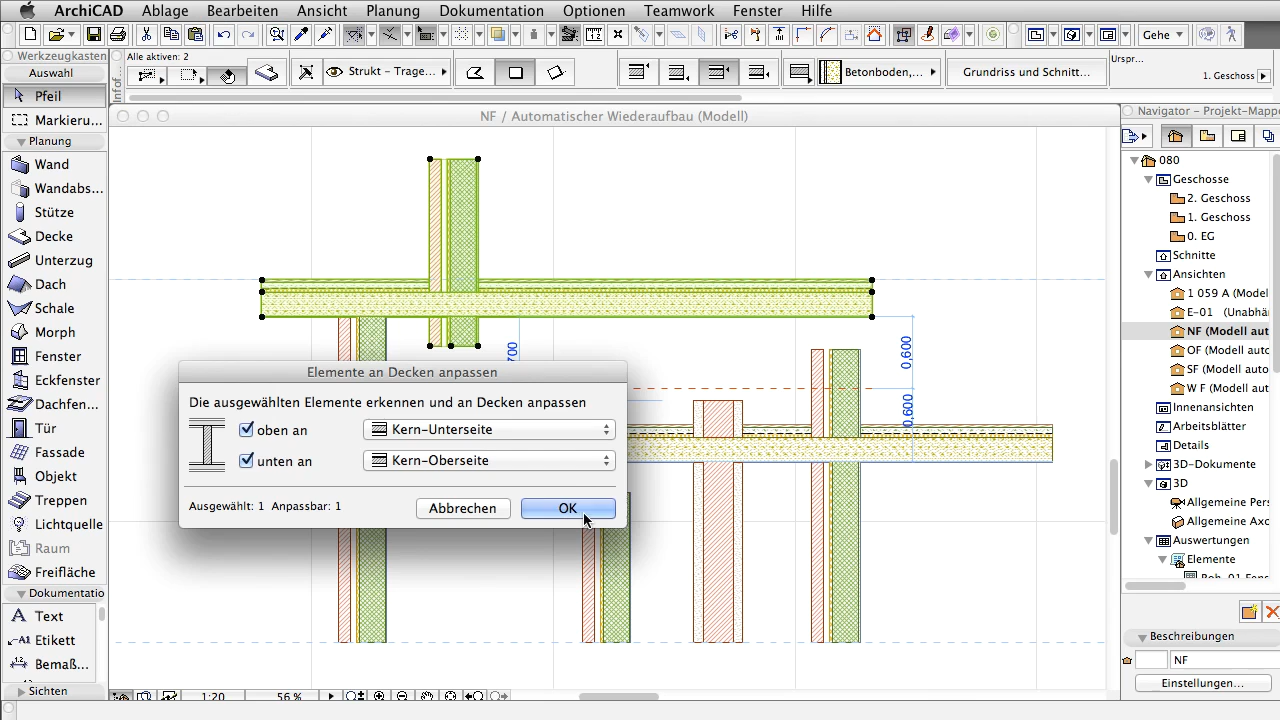 ArchiCAD Ablage Bearbeiten Ansicht Planung Dokumentation Optionen Teamwork Fenster Hilfe
Gehe
Werkzeugkasten
Alle aktiven: 2
Auswahl
Pfeil
Markieru...
Planung
Wand
Wandabs...
Stütze
Decke
Unterzug
Dach
Schale
Morph
Fenster
Eckfenster
Dachfen...
Tür
Fassade
Objekt
Treppen
Lichtquelle
Raum
Freifläche
Dokumentatio
Text
Etikett
Bemaß...
Sichten
Inf.
Strukt - Trage...
Betonboden,...
Grundriss und Schnitt...
Urspr...
1. Geschoss
NF / Automatischer Wiederaufbau (Modell)
700
0,600
0,600
Elemente an Decken anpassen
Die ausgewählten Elemente erkennen und an Decken anpassen
oben an
Kern-Unterseite
unten an
Kern-Oberseite
Ausgewählt: 1 Anpassbar: 1
Abbrechen
OK
1:20
56 %
Navigator - Projekt-Mappe
080
Geschosse
2. Geschoss
1. Geschoss
0. EG
Schnitte
Ansichten
1 059 A (Model
E-01 (Unabhä
NF (Modell aut
OF (Modell auto
SF (Modell auto
W F (Modell aut
Innenansichten
Arbeitsblätter
Details
3D-Dokumente
3D
Allgemeine Pers
Allgemeine Axo
Auswertungen
Elemente
Beschreibungen
NF
Einstellungen...